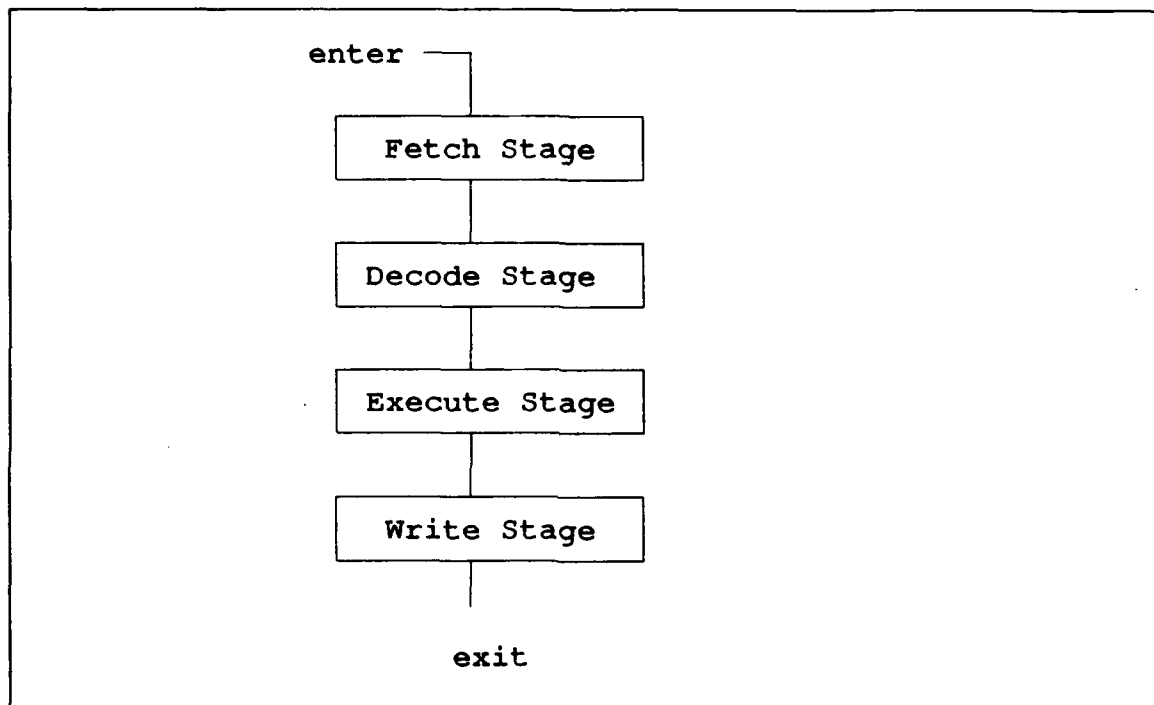 enter
Fetch Stage
Decode Stage
Execute Stage
Write Stage
exit